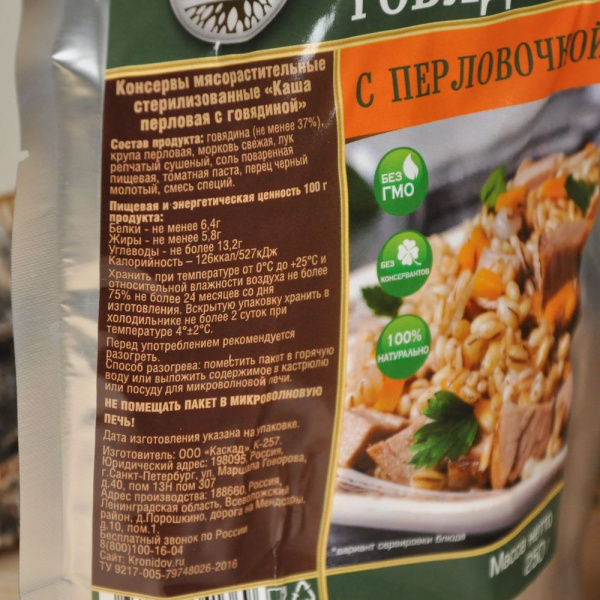 С ПЕРЛОВОЧНОЙ
Консервы мясорастительные
стерилизованные «Каша
перловая с говядиной»
Состав продукта: говядина (не менее 37%),
крупа перловая, морковь свежая, лук
репчатый сушеный, соль поваренная
пищевая, томатная паста, перец черный
молотый, смесь специй.
Пищевая и энергетическая ценность 100 г
продукта:
Белки - не менее 6,4г
Жиры - не менее 5,8г
Углеводы - не более 13,2г
Калорийность – 126ккал/527кДж
Хранить при температуре от 0°С до +25°С и
относительной влажности воздуха не более
75% не более 24 месяцев со дня
изготовления. Вскрытую упаковку хранить в
холодильнике не более 2 суток при
температуре 4°±2°С.
Перед употреблением рекомендуется
разогреть.
Способ разогрева: поместить пакет в горячую
воду или выложить содержимое в кастрюлю
или посуду для микроволновой печи.
НЕ ПОМЕЩАТЬ ПАКЕТ В МИКРОВОЛНОВУЮ
ПЕЧЬ!
Дата изготовления указана на упаковке.
Изготовитель: ООО «Каскад» К-257.
Юридический адрес: 198095, Россия,
г.Санкт-Петербург, ул. Маршала Говорова,
д.40, пом 13Н пом 307
Адрес производства: 188660, Россия,
Ленинградская область, Всеволожский
район, д.Порошкино, дорога на Мендсары,
д.10, пом.1.
Бесплатный звонок по России
8(800)100-16-04
Сайт: Kronidov.ru
ТУ 9217-005-79748026-2016
БЕЗ
ГМО
БЕЗ
КОНСЕРВАНТОВ
100%
НАТУРАЛЬНО
*вариант сервировки блюда
Масса нетто
250 г